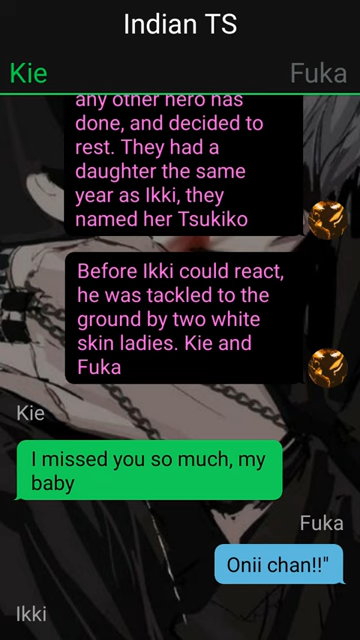 Indian TS
Kie
Fuka
any other hero has
done, and decided to
rest. They had a
daughter the same
year as Ikki, they
named her Tsukiko
Before Ikki could react,
he was tackled to the
ground by two white
skin ladies. Kie and
Fuka
Kie
I missed you so much, my
baby
Fuka
Onii chan!!"
Ikki